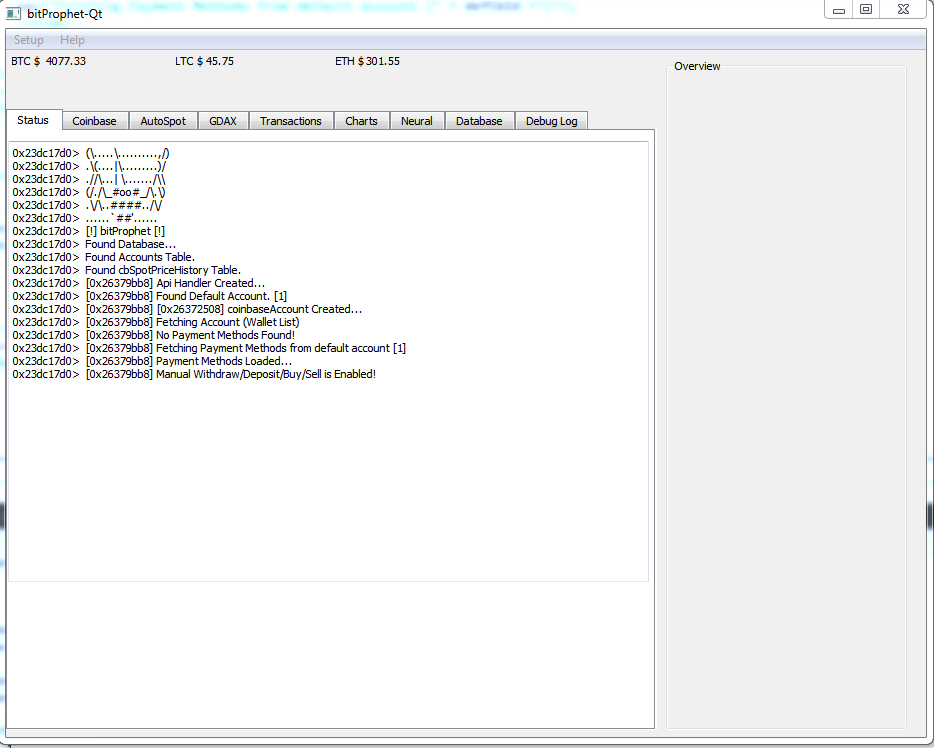 bitProphet-Qt
Setup Help
BTC $ 4077.33 LTC $ 45.75 ETH $ 301.55
Overview
Status Coinbase AutoSpot GDAX Transactions Charts Neural Database Debug Log
0x23dc17d0> (\.....\..........,/)
0x23dc17d0> .\(....|\.........)/
0x23dc17d0> .//\...| \......./\\
0x23dc17d0> (/./\_#oo#_/\.\)
0x23dc17d0> .\/\..####../\/
0x23dc17d0> ......`##'......
0x23dc17d0> [!] bitProphet [!]
0x23dc17d0> Found Database...
0x23dc17d0> Found Accounts Table.
0x23dc17d0> Found cbSpotPriceHistory Table.
0x23dc17d0> [0x26379bb8] Api Handler Created...
0x23dc17d0> [0x26379bb8] Found Default Account. [1]
0x23dc17d0> [0x26379bb8] [0x26372508] coinbaseAccount Created...
0x23dc17d0> [0x26379bb8] Fetching Account (Wallet List)
0x23dc17d0> [0x26379bb8] No Payment Methods Found!
0x23dc17d0> [0x26379bb8] Fetching Payment Methods from default account [1]
0x23dc17d0> [0x26379bb8] Payment Methods Loaded...
0x23dc17d0> [0x26379bb8] Manual Withdraw/Deposit/Buy/Sell is Enabled!